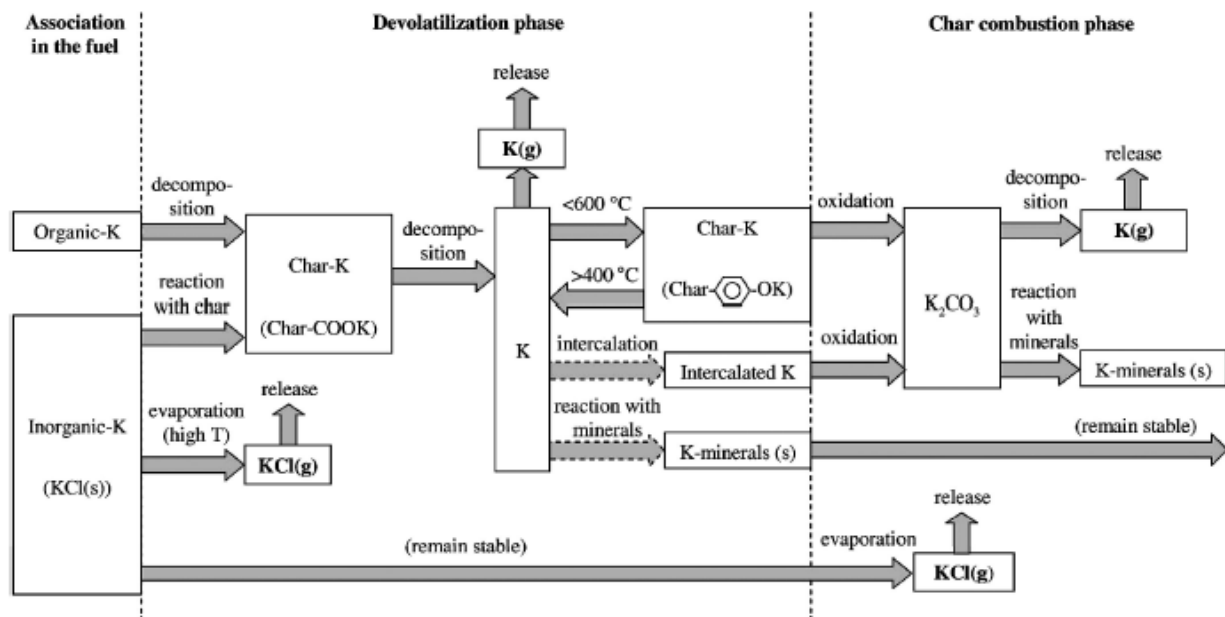 Association
in the fuel
Devolatilization phase
Char combustion phase
release
K(g)
release
decompo-
sition
Organic-K
Char-K
(Char-COOK)
decompo-
sition
K
<600 °C
>400 °C
Char-K
(Char-
-OK)
oxidation
decompo-
sition
K(g)
reaction
with char
K2CO3
reaction
with
minerals
intercalation
Intercalated K
oxidation
K-minerals (s)
release
Inorganic-K
(KCl(s))
evaporation
(high T)
KCl(g)
reaction with
minerals
K-minerals (s)
(remain stable)
release
(remain stable)
evaporation
KCl(g)